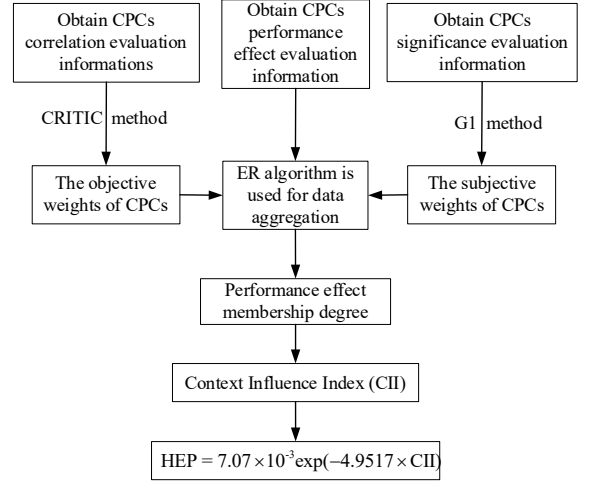 Obtain CPCs
correlation evaluation
informations
Obtain CPCs
performance
effect evaluation
information
Obtain CPCs
significance evaluation
information
CRITIC method
G1 method
The objective
weights of CPCs
ER algorithm is
used for data
aggregation
The subjective
weights of CPCs
Performance effect
membership degree
Context Influence Index (CII)
HEP = 7.07×10⁻³exp(−4.9517×CII)